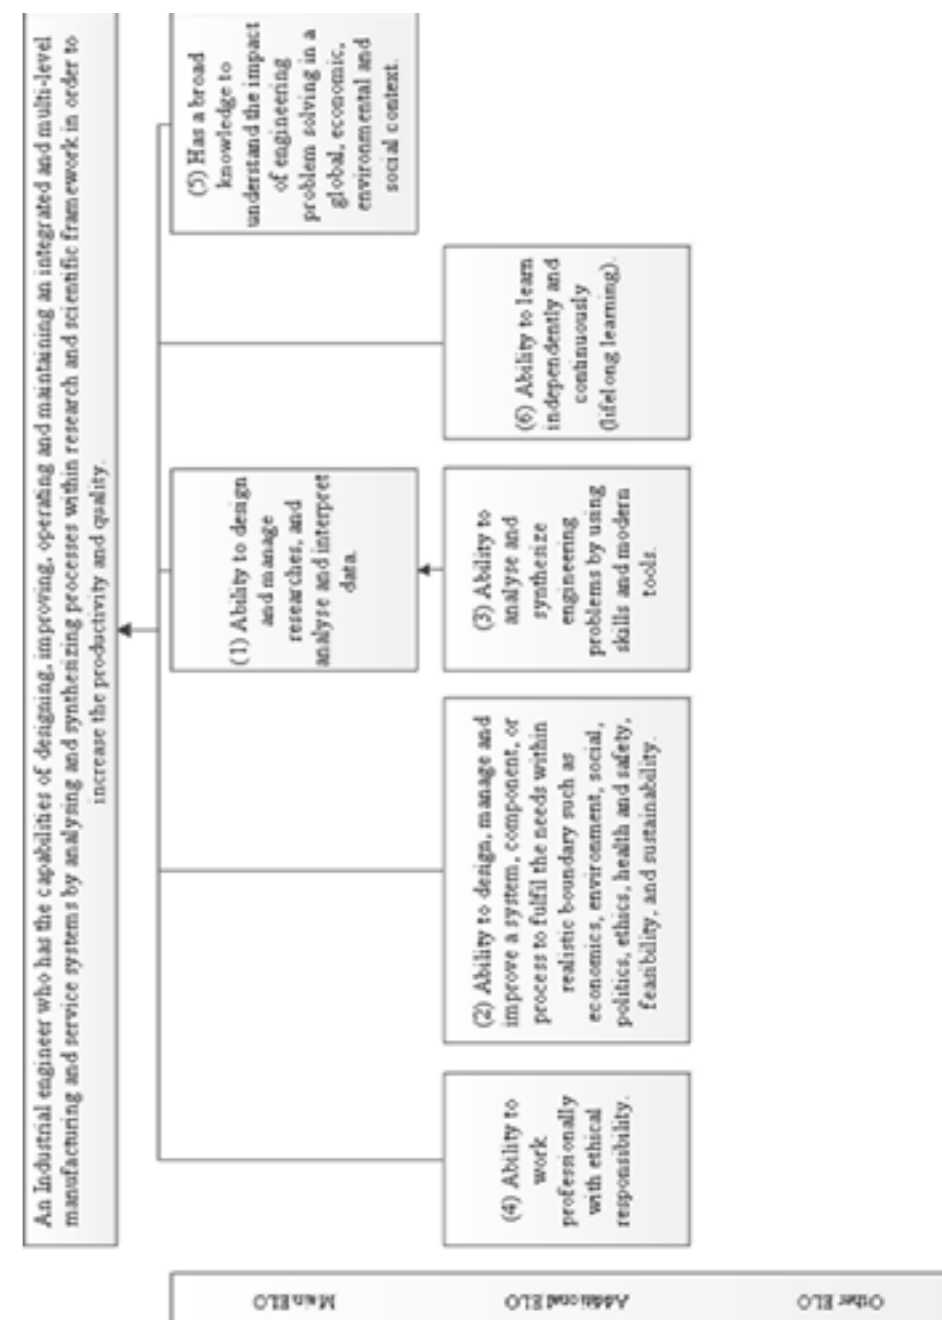 An Industrial engineer who has the capabilities of designing, improving, operating and maintaining an integrated and multi-level
manufacturing and service systems by analysing and synthesizing processes within research and scientific framework in order to
increase the productivity and quality.
Main ELO
(1) Ability to design
and manage
researches, and
analyse and interpret
data.
(5) Has a broad
knowledge to
understand the impact
of engineering
problem solving in a
global, economic,
environmental and
social context.
Additional ELO
(4) Ability to
work
professionally
with ethical
responsibility.
(2) Ability to design, manage and
improve a system, component, or
process to fulfil the needs within
realistic boundary such as
economics, environment, social,
politics, ethics, health and safety,
feasibility, and sustainability.
(3) Ability to
analyse and
synthesize
engineering
problems by using
skills and modern
tools.
(6) Ability to learn
independently and
continuously
(lifelong learning).
Other ELO